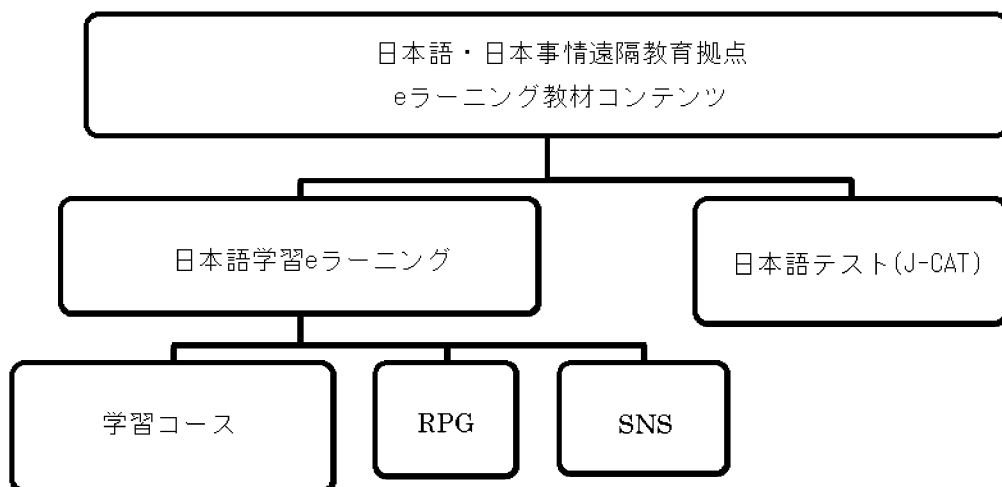 日本語・日本事情遠隔教育拠点
eラーニング教材コンテンツ
日本語学習eラーニング
日本語テスト(J-CAT)
学習コース
RPG
SNS